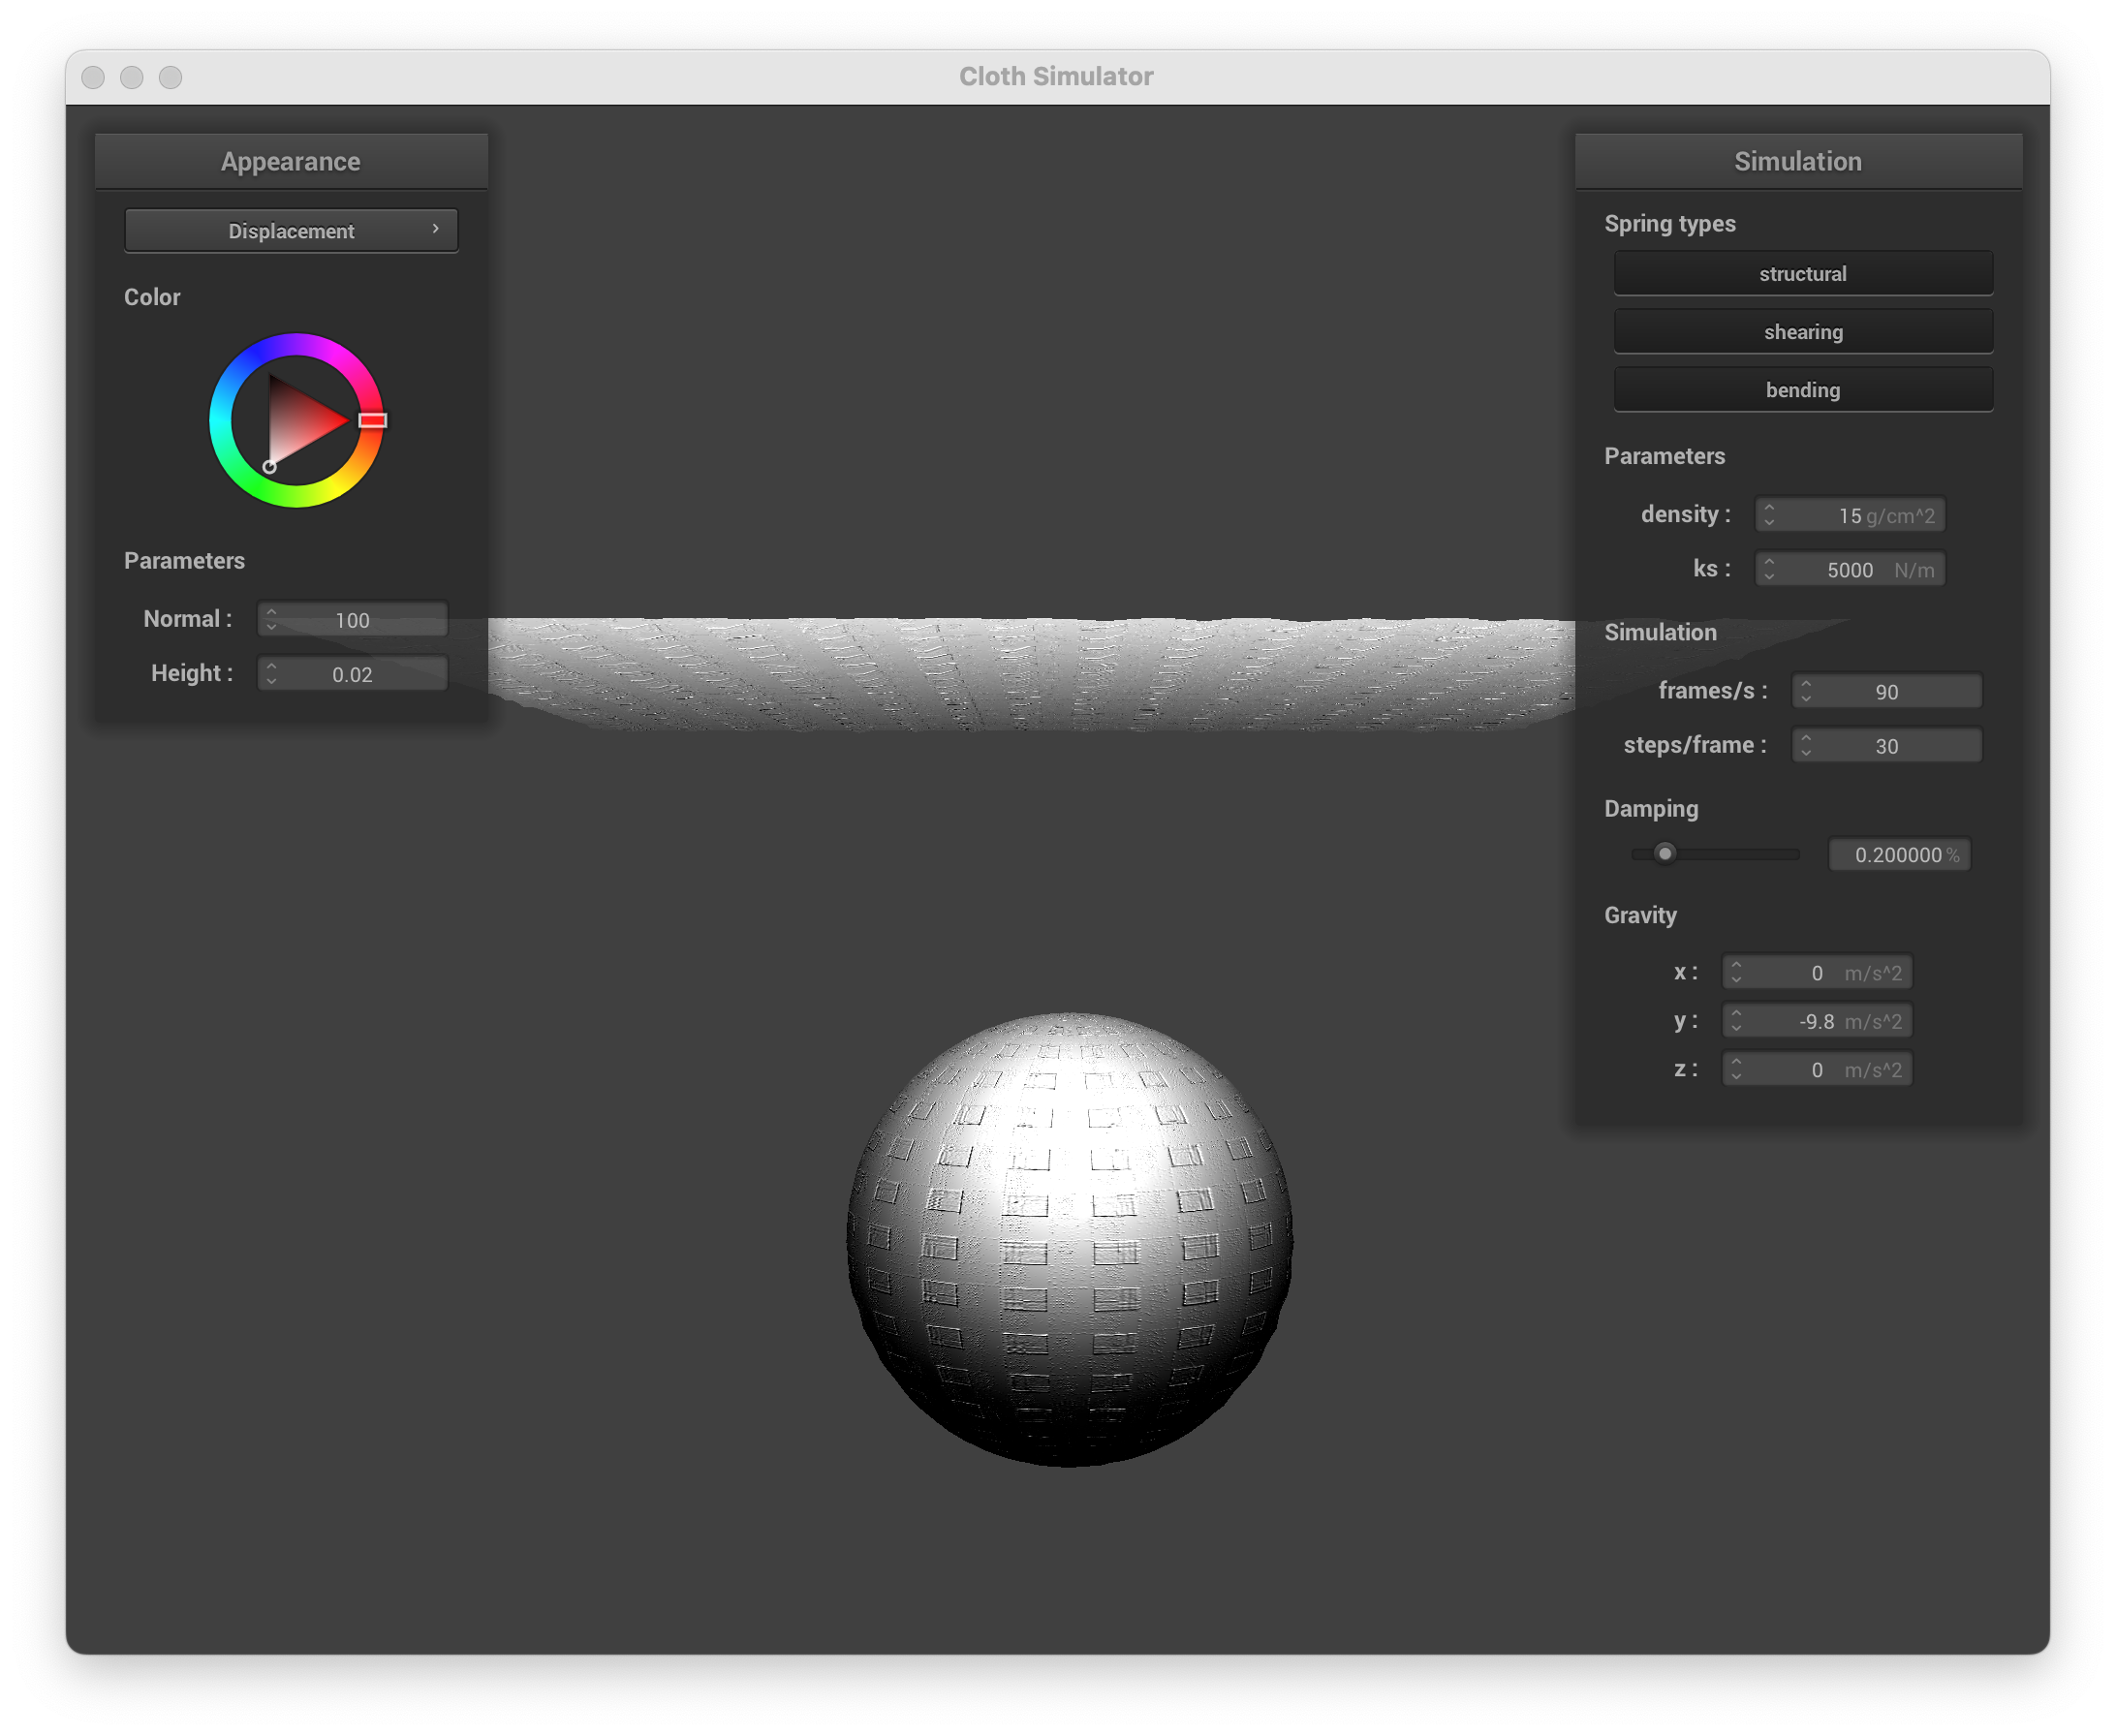 Cloth Simulator
Appearance
Displacement
Color
Parameters
Normal : 100
Height : 0.02
Simulation
Spring types
structural
shearing
bending
Parameters
density : 15 g/cm^2
ks : 5000 N/m
Simulation
frames/s : 90
steps/frame : 30
Damping
0.200000 %
Gravity
x : 0 m/s^2
y : -9.8 m/s^2
z : 0 m/s^2